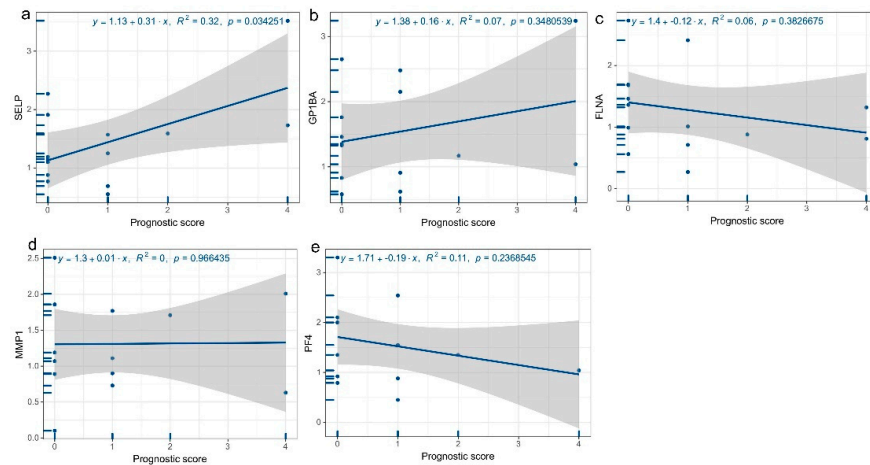 a
y = 1.13 + 0.31 · x, R² = 0.32, p = 0.034251
SELP
3
2
1
0 1 2 3 4
Prognostic score
b
y = 1.38 + 0.16 · x, R² = 0.07, p = 0.3480539
GP1BA
3
2
1
0 1 2 3 4
Prognostic score
c
y = 1.4 + -0.12 · x, R² = 0.06, p = 0.3826675
FLNA
2
1
0
0 1 2 3 4
Prognostic score
d
y = 1.3 + 0.01 · x, R² = 0, p = 0.966435
MMP1
2.5
2.0
1.5
1.0
0.5
0.0
0 1 2 3 4
Prognostic score
e
y = 1.71 + -0.19 · x, R² = 0.11, p = 0.2368545
PF4
3
2
1
0
0 1 2 3 4
Prognostic score